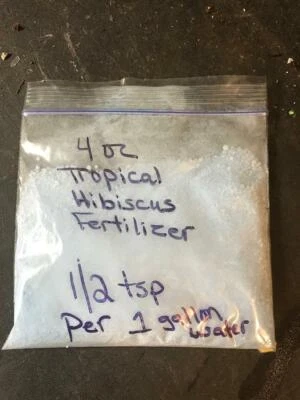 4 oz
Tropical
Hibiscus
Fertilizer
1/2 tsp
per 1 gallon
water